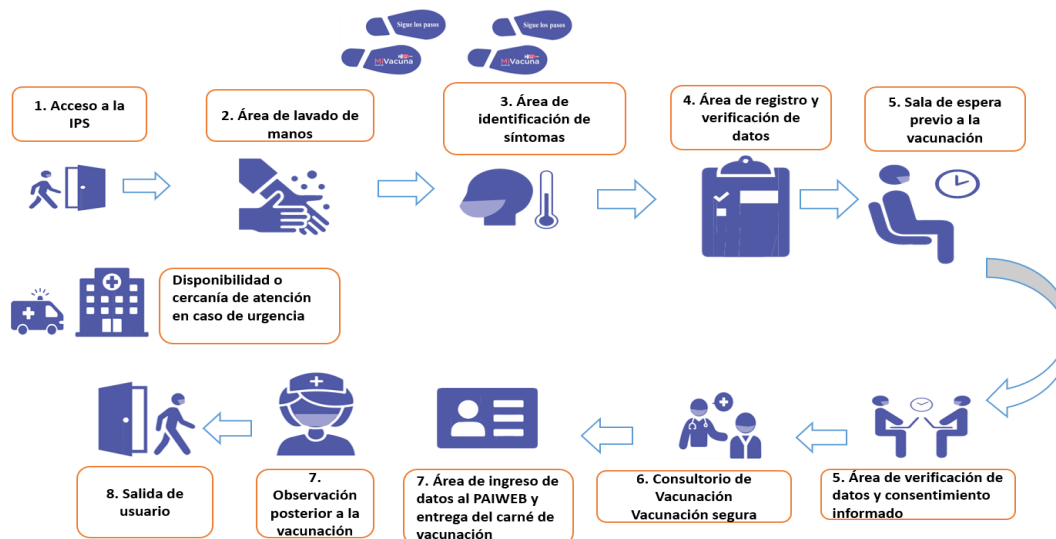 Sigue los pasos
Sigue los pasos
MiVacuna
MiVacuna
1. Acceso a la
IPS
2. Área de lavado de
manos
3. Área de
identificación de
síntomas
4. Área de registro y
verificación de
datos
5. Sala de espera
previo a la
vacunación
Disponibilidad o
cercanía de atención
en caso de urgencia
8. Salida de
usuario
7.
Observación
posterior a la
vacunación
7. Área de ingreso de
datos al PAIWEB y
entrega del carné de
vacunación
6. Consultorio de
Vacunación
Vacunación segura
5. Área de verificación de
datos y consentimiento
informado